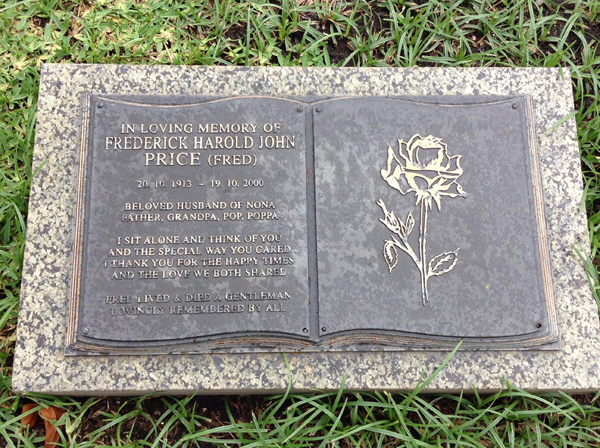 IN LOVING MEMORY OF
FREDERICK HAROLD JOHN
PRICE (FRED)
20. 10. 1913 – 19. 10. 2000
BELOVED HUSBAND OF NONA
FATHER, GRANDPA, POP, POPPA
I SIT ALONE AND THINK OF YOU
AND THE SPECIAL WAY YOU CARED
I THANK YOU FOR THE HAPPY TIMES
AND THE LOVE WE BOTH SHARED
FRED LIVED & DIED A GENTLEMAN
LOVINGLY REMEMBERED BY ALL